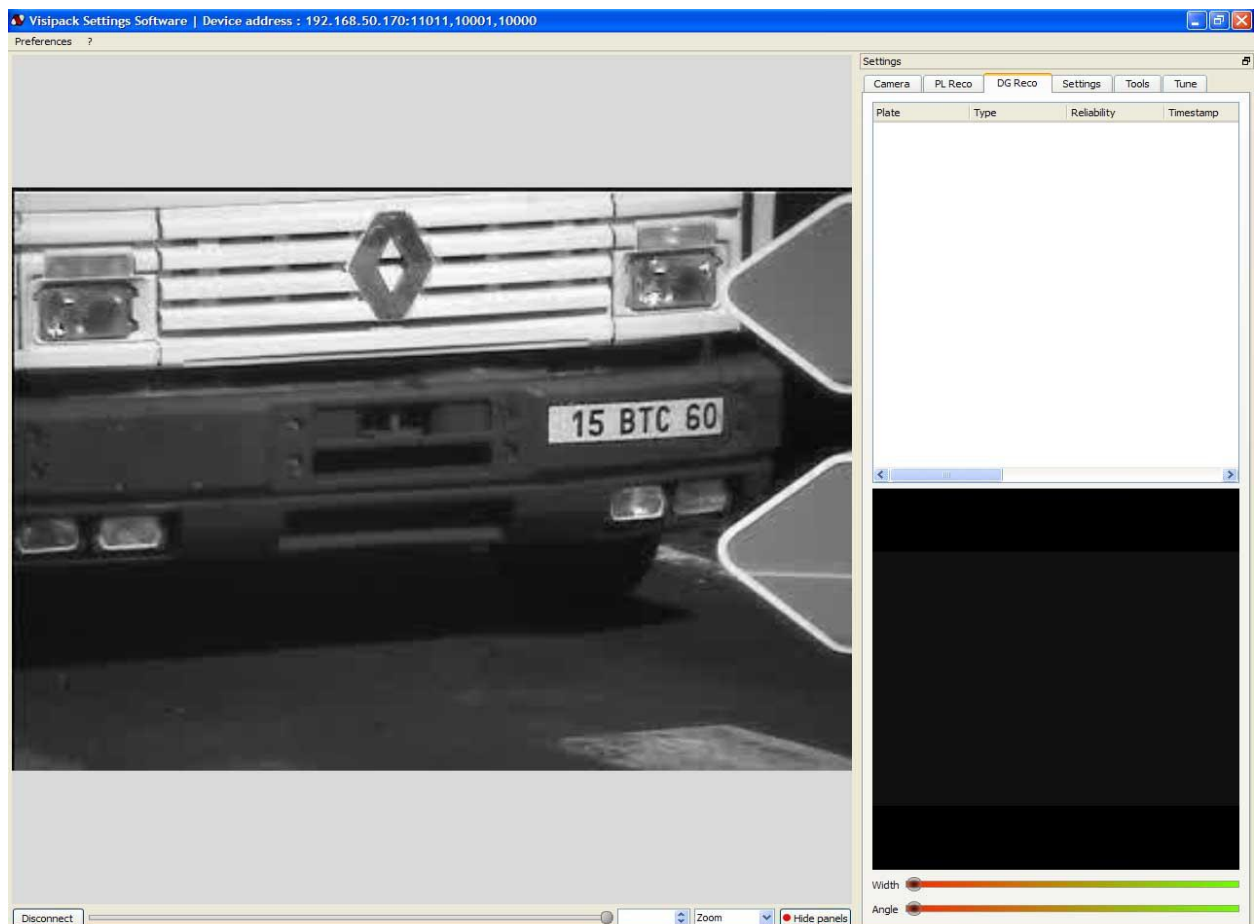 Visipack Settings Software | Device address : 192.168.50.170:11011,10001,10000
Preferences ?
Settings
Camera PL Reco DG Reco Settings Tools Tune
Plate Type Reliability Timestamp
15 BTC 60
Width
Angle
Disconnect Zoom Hide panels